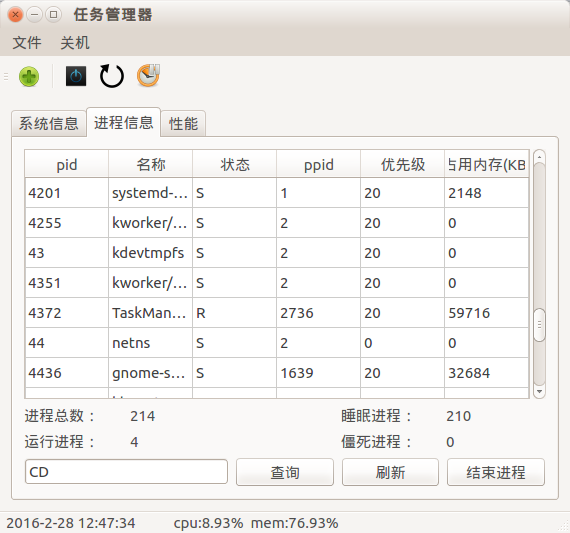 任务管理器
文件 关机
系统信息 进程信息 性能
pid 名称 状态 ppid 优先级 占用内存(KB
4201 systemd-... S 1 20 2148
4255 kworker/... S 2 20 0
43 kdevtmpfs S 2 20 0
4351 kworker/... S 2 20 0
4372 TaskMan... R 2736 20 59716
44 netns S 2 0 0
4436 gnome-s... S 1639 20 32684
进程总数： 214 睡眠进程： 210
运行进程： 4 僵死进程： 0
CD 查询 刷新 结束进程
2016-2-28 12:47:34 cpu:8.93% mem:76.93%